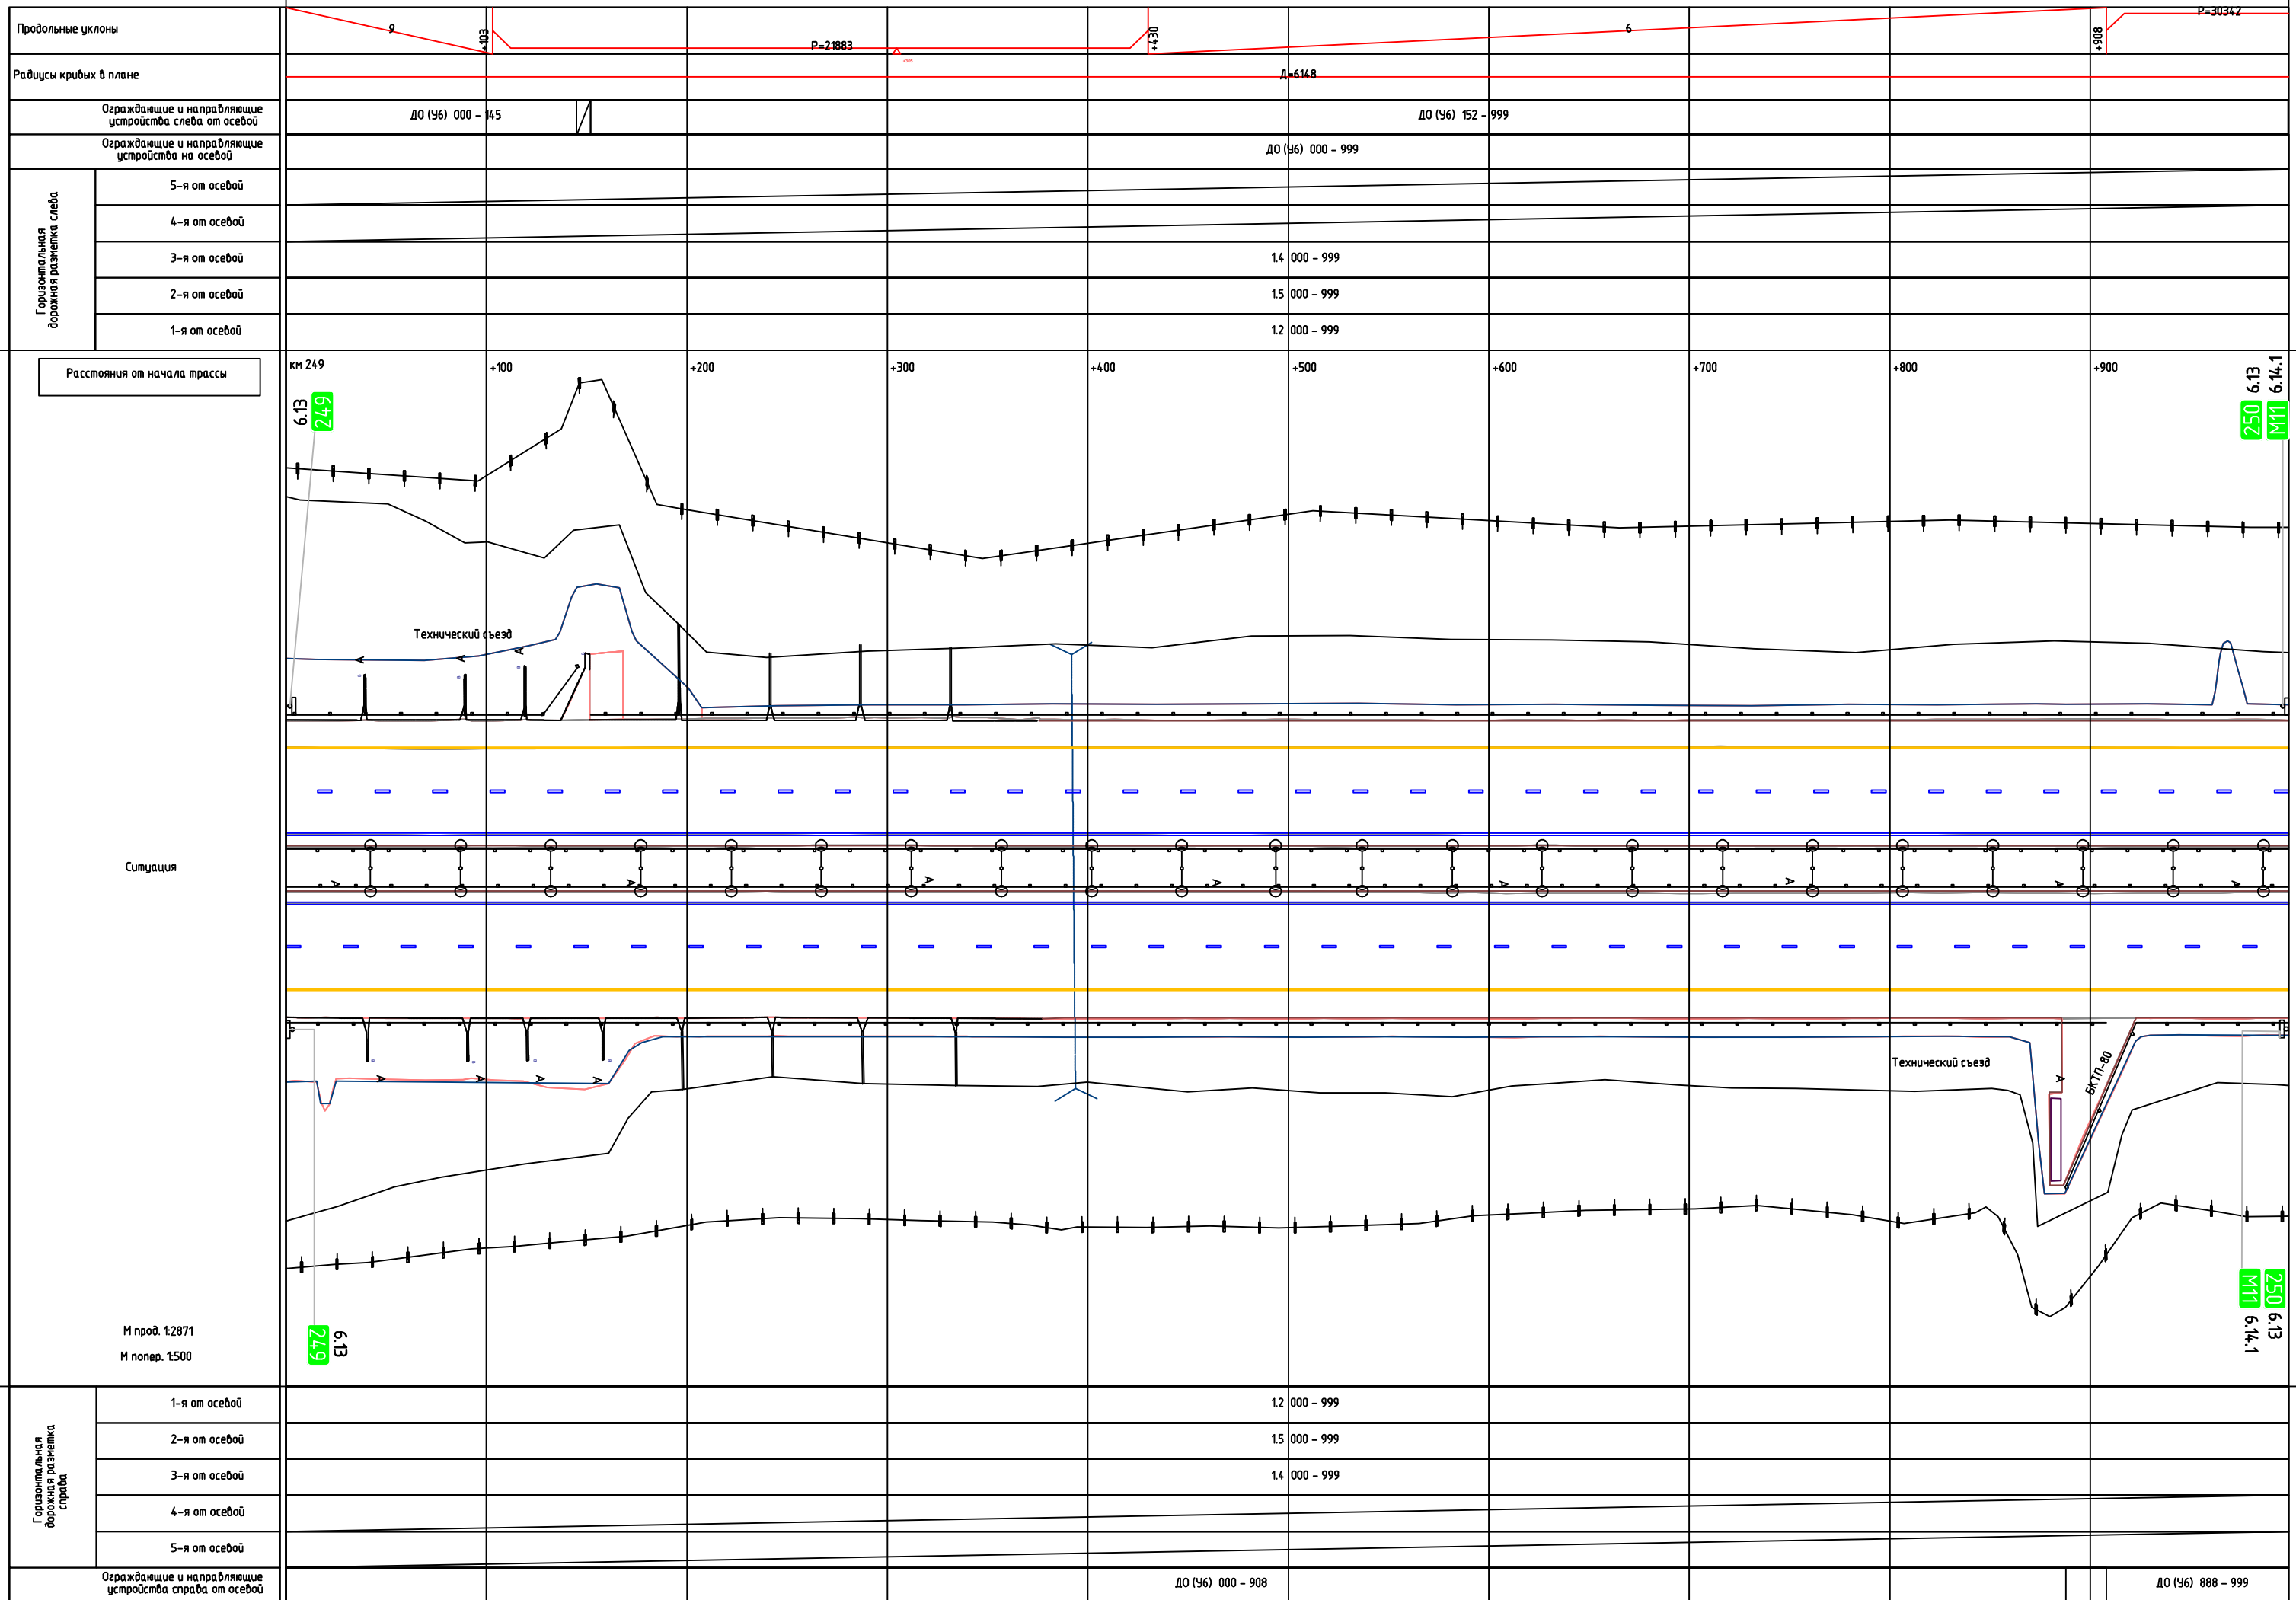 Продольные уклоны
9
+103
Р=21883
+430
6
+908
Р=30342
Радиусы кривых в плане
Д=6148
Ограждающие и направляющие
устройства слева от осевой
ДО (У6) 000 – 145
ДО (У6) 152 – 999
Ограждающие и направляющие
устройства на осевой
ДО (У6) 000 – 999
Горизонтальная
дорожная разметка слева
5-я от осевой
4-я от осевой
3-я от осевой
1.4 000 – 999
2-я от осевой
1.5 000 – 999
1-я от осевой
1.2 000 – 999
Расстояния от начала трассы
км 249
+100
+200
+300
+400
+500
+600
+700
+800
+900
6.13
249
250
6.13
М11
6.14.1
Технический съезд
А
А
А
Ситуация
А
А
А
А
А
А
А
А
А
А
А
А
Технический съезд
А
БКТП-80
М прод. 1:2871
М попер. 1:500
249
6.13
М11
6.14.1
250
6.13
Горизонтальная
дорожная разметка
справа
1-я от осевой
1.2 000 – 999
2-я от осевой
1.5 000 – 999
3-я от осевой
1.4 000 – 999
4-я от осевой
5-я от осевой
Ограждающие и направляющие
устройства справа от осевой
ДО (У6) 000 – 908
ДО (У6) 888 – 999